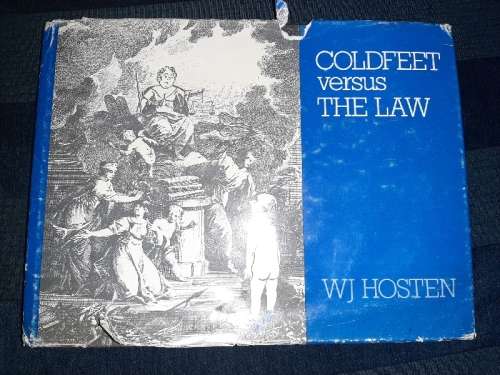 COLDFEET
versus
THE LAW
WJ HOSTEN